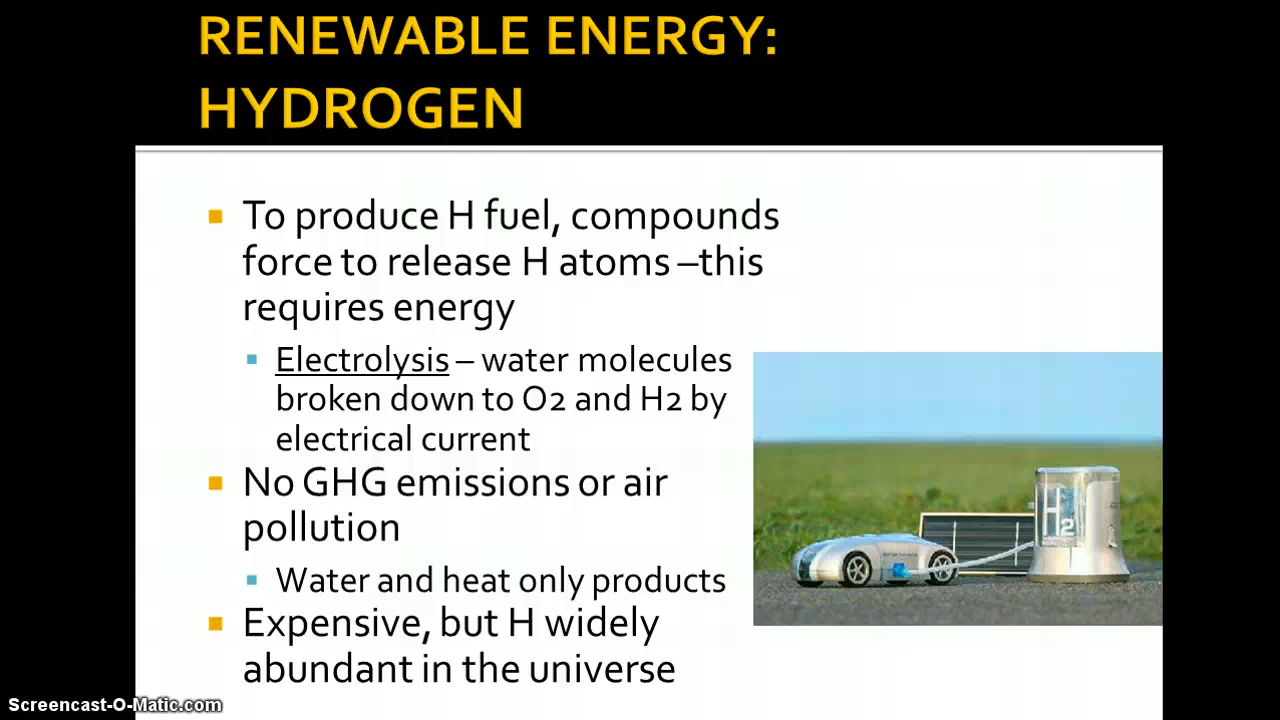 RENEWABLE ENERGY:
HYDROGEN
To produce H fuel, compounds
force to release H atoms –this
requires energy
Electrolysis – water molecules
broken down to O2 and H2 by
electrical current
No GHG emissions or air
pollution
Water and heat only products
Expensive, but H widely
abundant in the universe
H2
Screencast-O-Matic.com